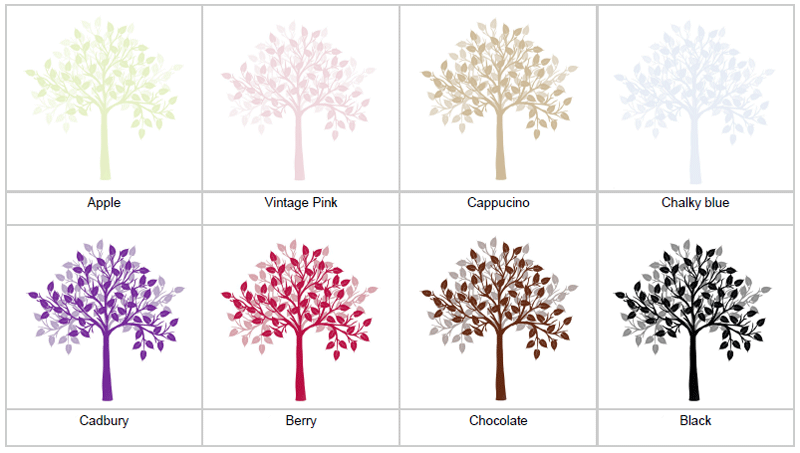 Apple
Vintage Pink
Cappucino
Chalky blue
Cadbury
Berry
Chocolate
Black